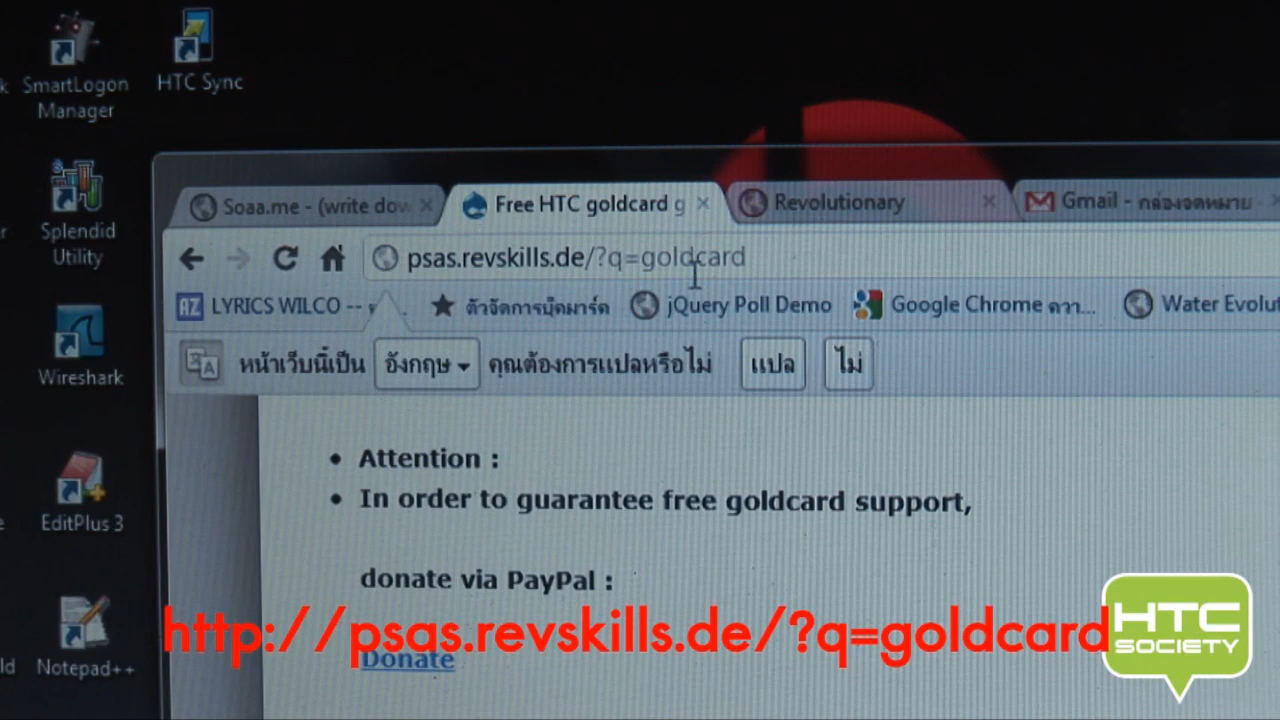 SmartLogon
Manager
HTC Sync
Splendid
Utility
Wireshark
EditPlus 3
Notepad++
Soaa.me - (write dow
Free HTC goldcard g
Revolutionary
Gmail - กล่องจดหมาย
psas.revskills.de/?q=goldcard
AZ LYRICS WILCO --
ตัวจัดการบุ๊คมาร์ค
jQuery Poll Demo
Google Chrome ดาว...
Water Evolut
หน้าเว็บนี้เป็น อังกฤษ คุณต้องการแปลหรือไม่ แปล ไม่
Attention :
In order to guarantee free goldcard support,
donate via PayPal :
http://psas.revskills.de/?q=goldcard
Donate
HTC
SOCIETY